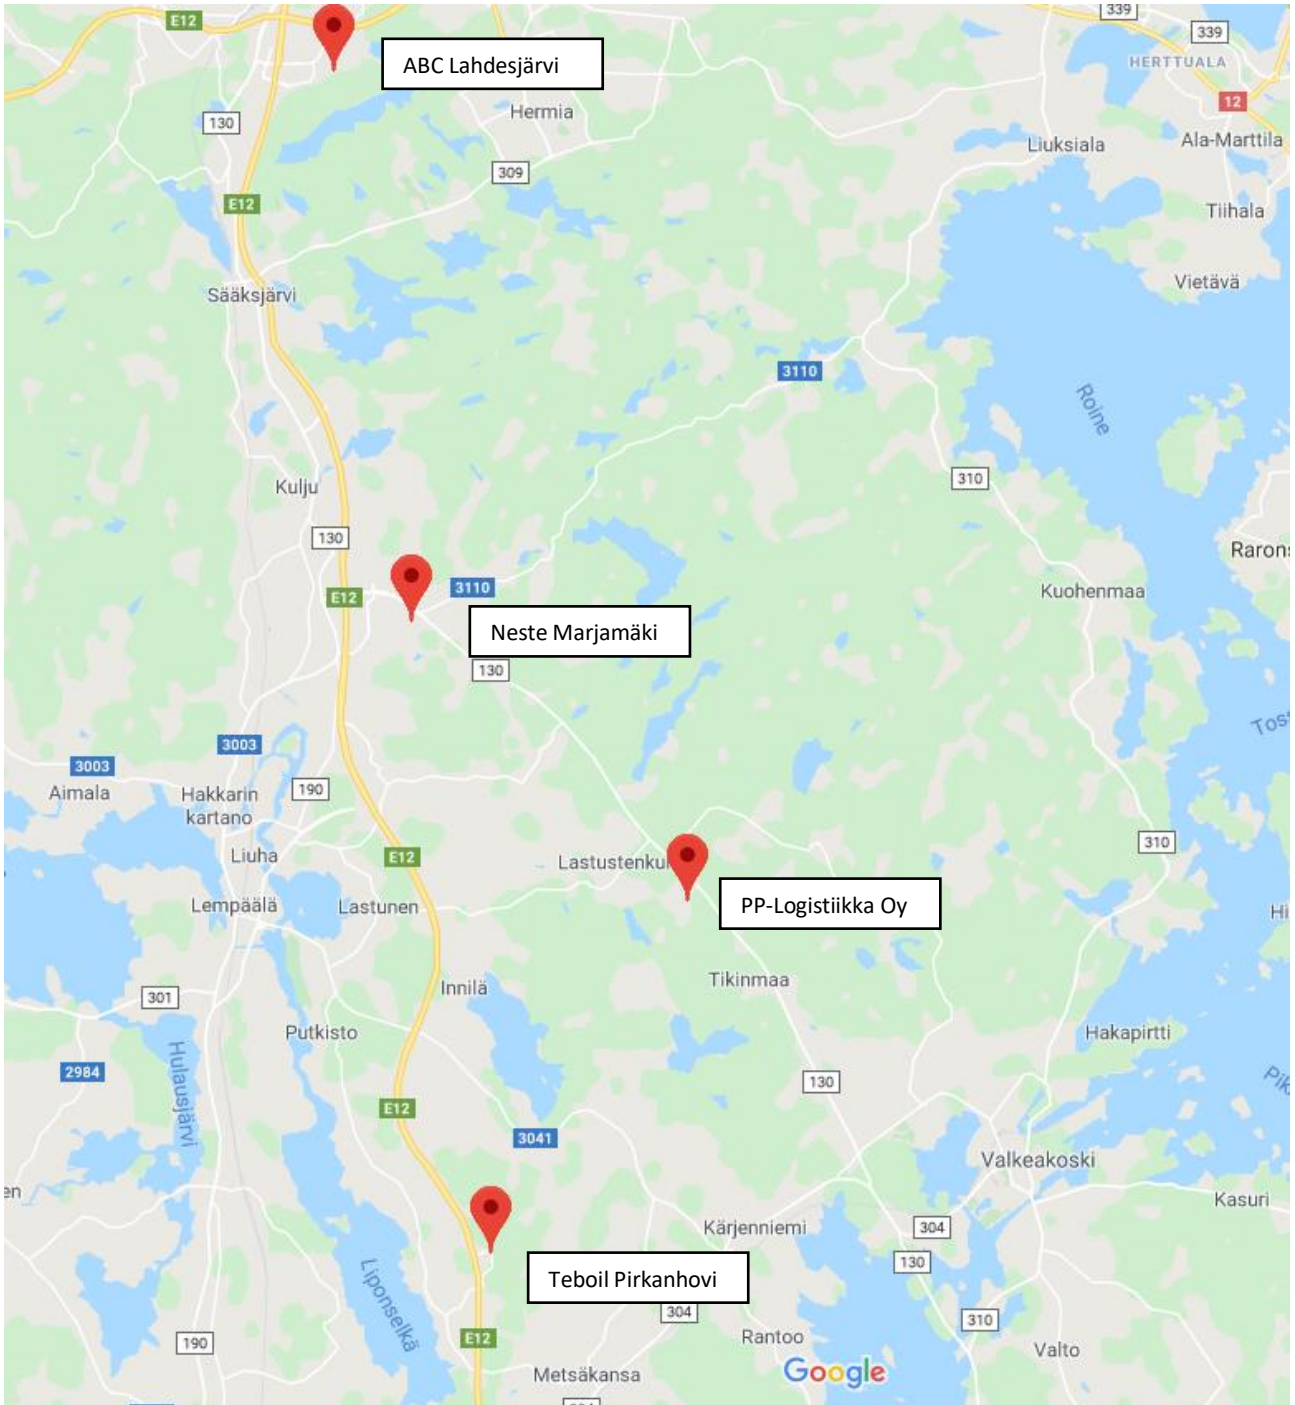 E12
339
339
ABC Lahdesjärvi
HERTTUALA
12
Hermia
130
Liuksiala
Ala-Marttila
309
E12
Tiihala
Sääksjärvi
Vietävä
3110
Roine
310
Kulju
130
Raron
3110
E12
Kuohenmaa
Neste Marjamäki
130
Tos
3003
3003
Aimala
Hakkarin
kartano
190
310
Liuha
E12
Lastustenkul
Lempäälä
Lastunen
PP-Logistiikka Oy
Hi
Innilä
Tikinmaa
301
Putkisto
Hakapirtti
Hulausjärvi
2984
130
Pik
E12
3041
Valkeakoski
en
Kasuri
Kärjenniemi
304
130
Teboil Pirkanhovi
Liponselkä
304
310
190
E12
Rantoo
Valto
Metsäkansa
Google